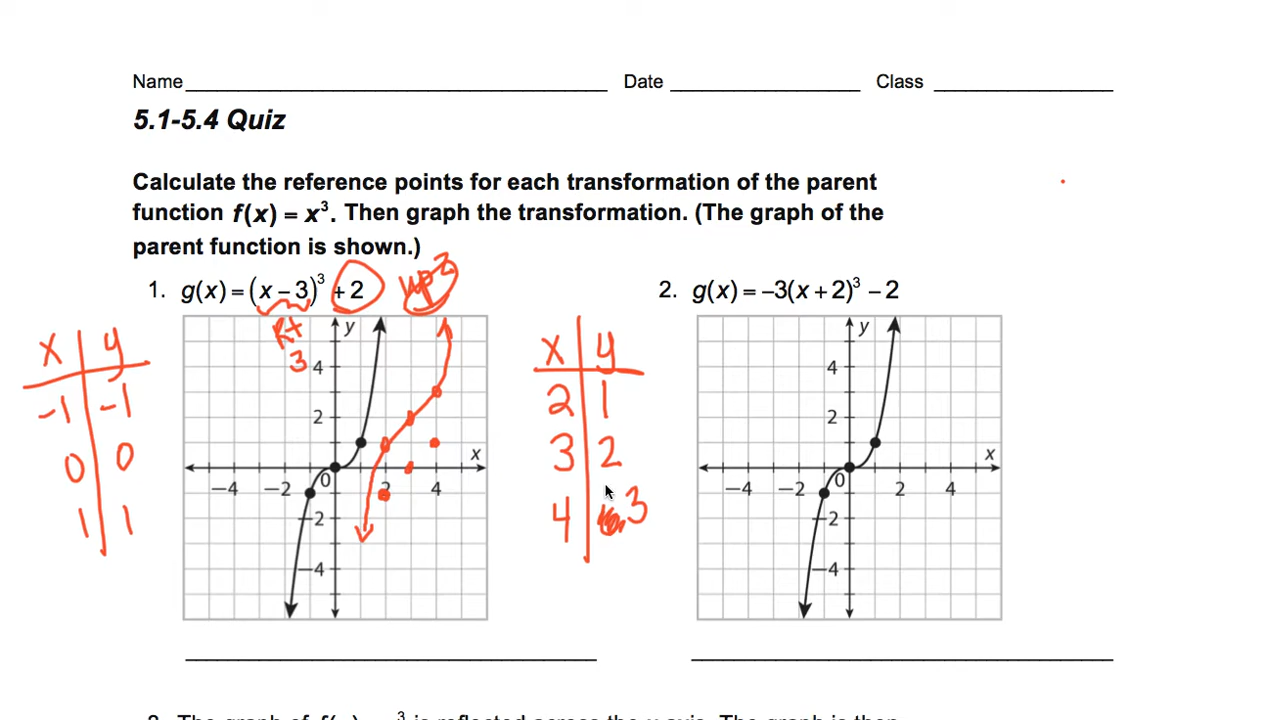 Name Date Class
5.1-5.4 Quiz
Calculate the reference points for each transformation of the parent
function f(x) = x³. Then graph the transformation. (The graph of the
parent function is shown.)
1. g(x) = (x − 3)³ + 2 up 2
Rt
3
x y
-1 -1
0 0
1 1
y
4
2
x
−4 −2 0 2 4
−2
−4
x y
2 1
3 2
4 3
2. g(x) = −3(x + 2)³ − 2
y
4
2
x
−4 −2 0 2 4
−2
−4